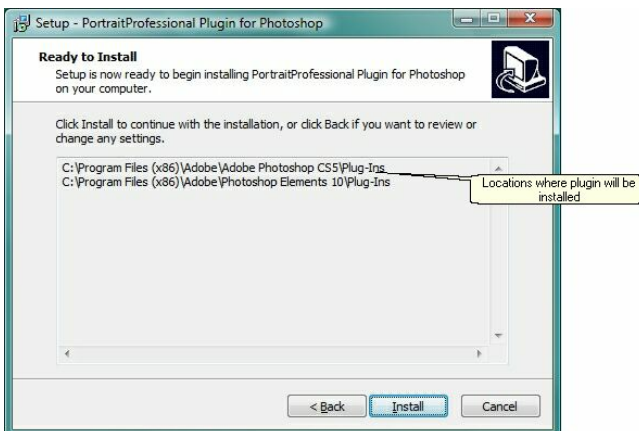 Setup - PortraitProfessional Plugin for Photoshop
Ready to Install
Setup is now ready to begin installing PortraitProfessional Plugin for Photoshop
on your computer.
Click Install to continue with the installation, or click Back if you want to review or
change any settings.
C:\Program Files (x86)\Adobe\Adobe Photoshop CS5\Plug-Ins
C:\Program Files (x86)\Adobe\Photoshop Elements 10\Plug-Ins
Locations where plugin will be
installed
< Back
Install
Cancel